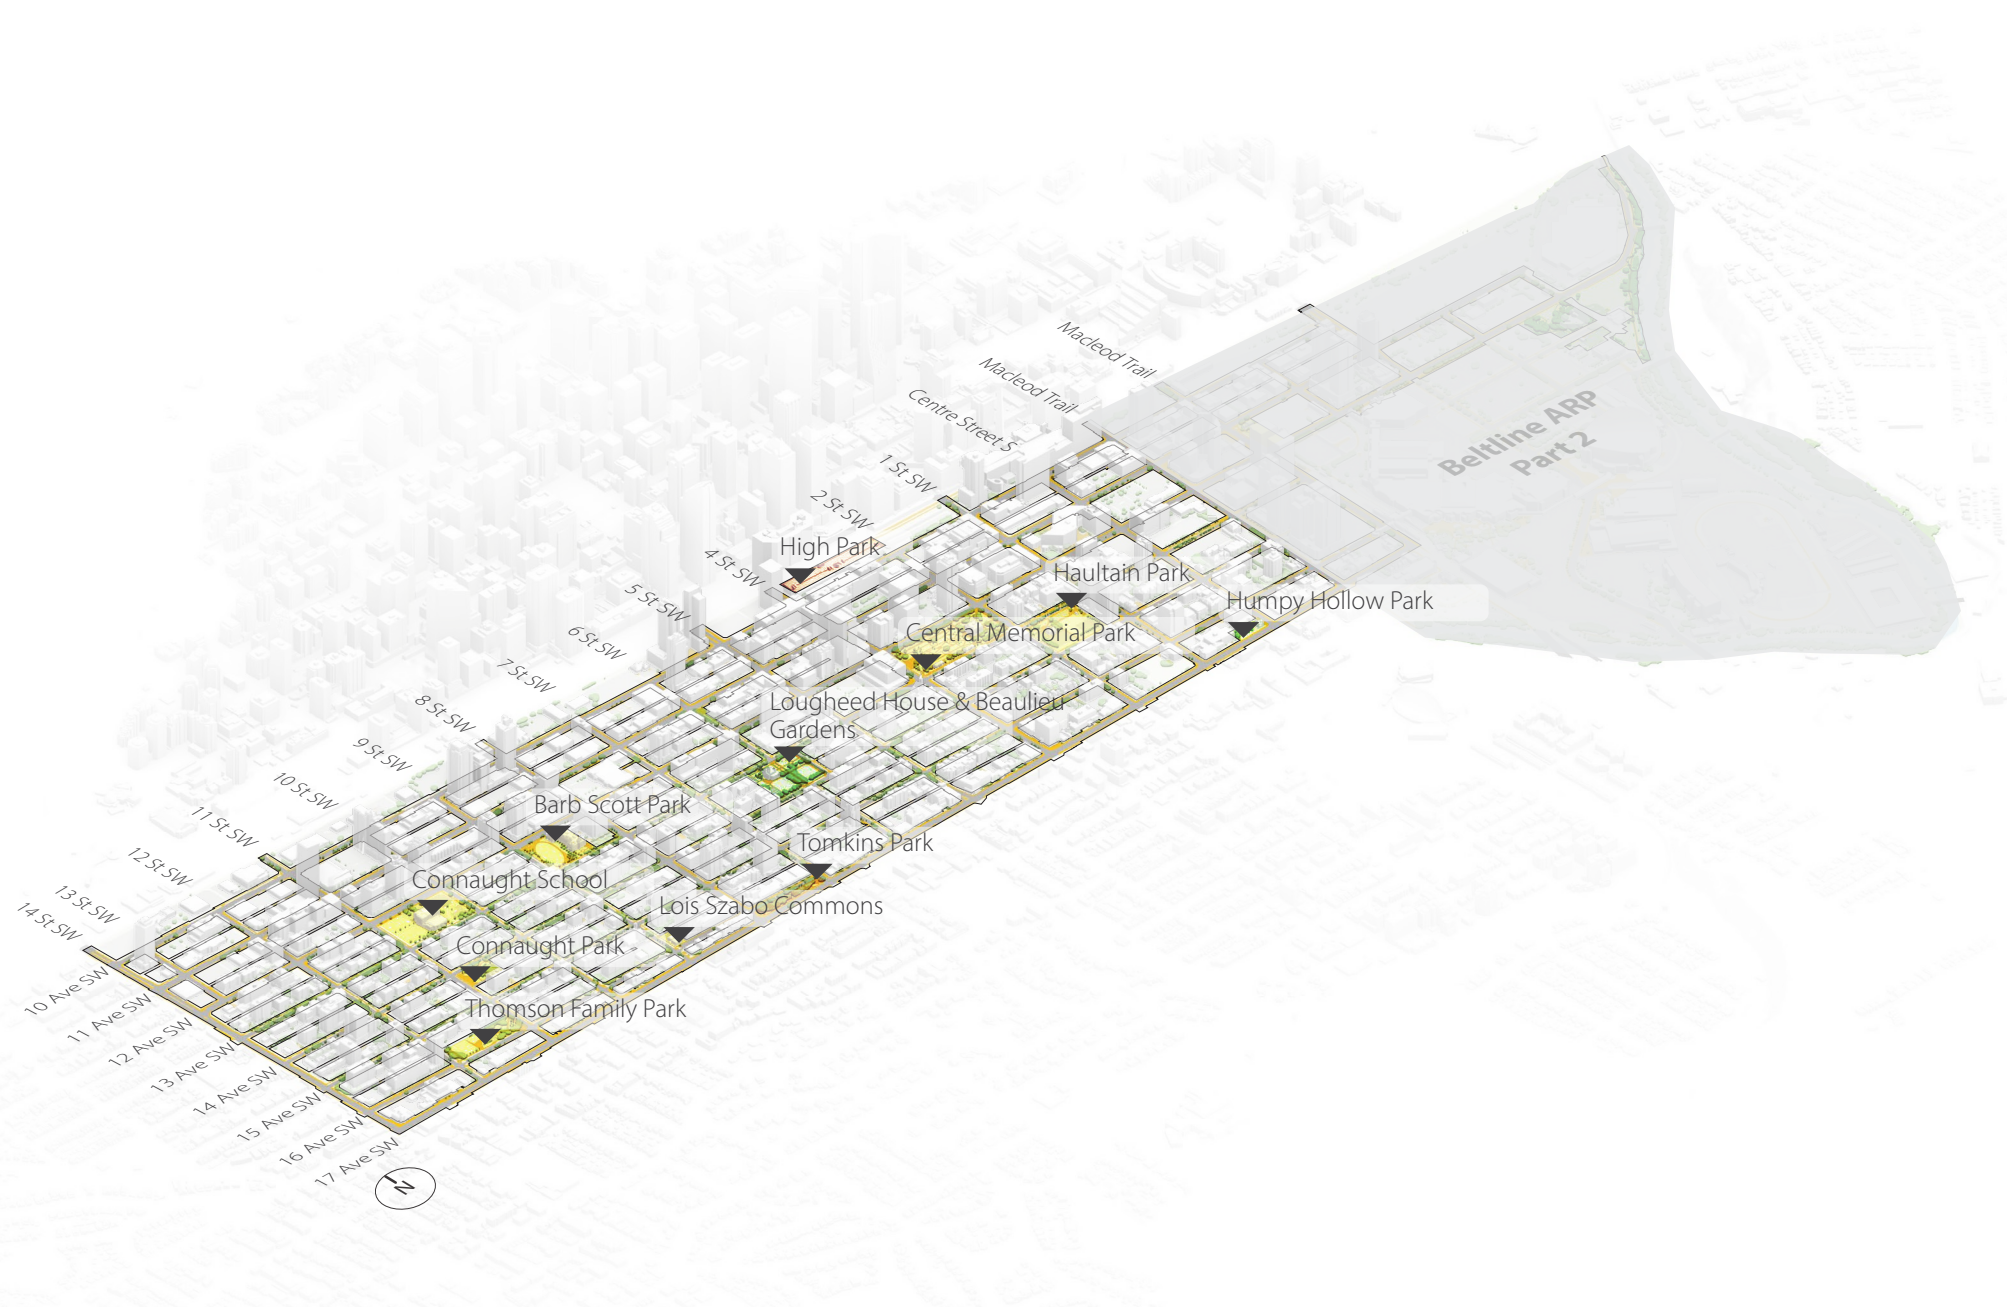 Macleod Trail
Macleod Trail
Centre Street S
1 St SW
2 St SW
4 St SW
5 St SW
6 St SW
7 St SW
8 St SW
9 St SW
10 St SW
11 St SW
12 St SW
13 St SW
14 St SW
Beltline ARP
Part 2
High Park
Haultain Park
Humpy Hollow Park
Central Memorial Park
Lougheed House & Beaulieu
Gardens
Barb Scott Park
Tomkins Park
Connaught School
Lois Szabo Commons
Connaught Park
Thomson Family Park
10 Ave SW
11 Ave SW
12 Ave SW
13 Ave SW
14 Ave SW
15 Ave SW
16 Ave SW
17 Ave SW
N